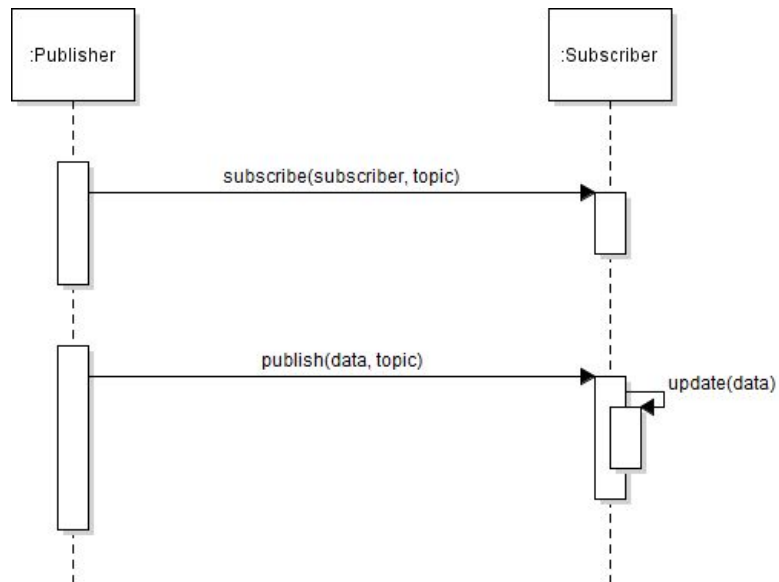 :Publisher
:Subscriber
subscribe(subscriber, topic)
publish(data, topic)
update(data)